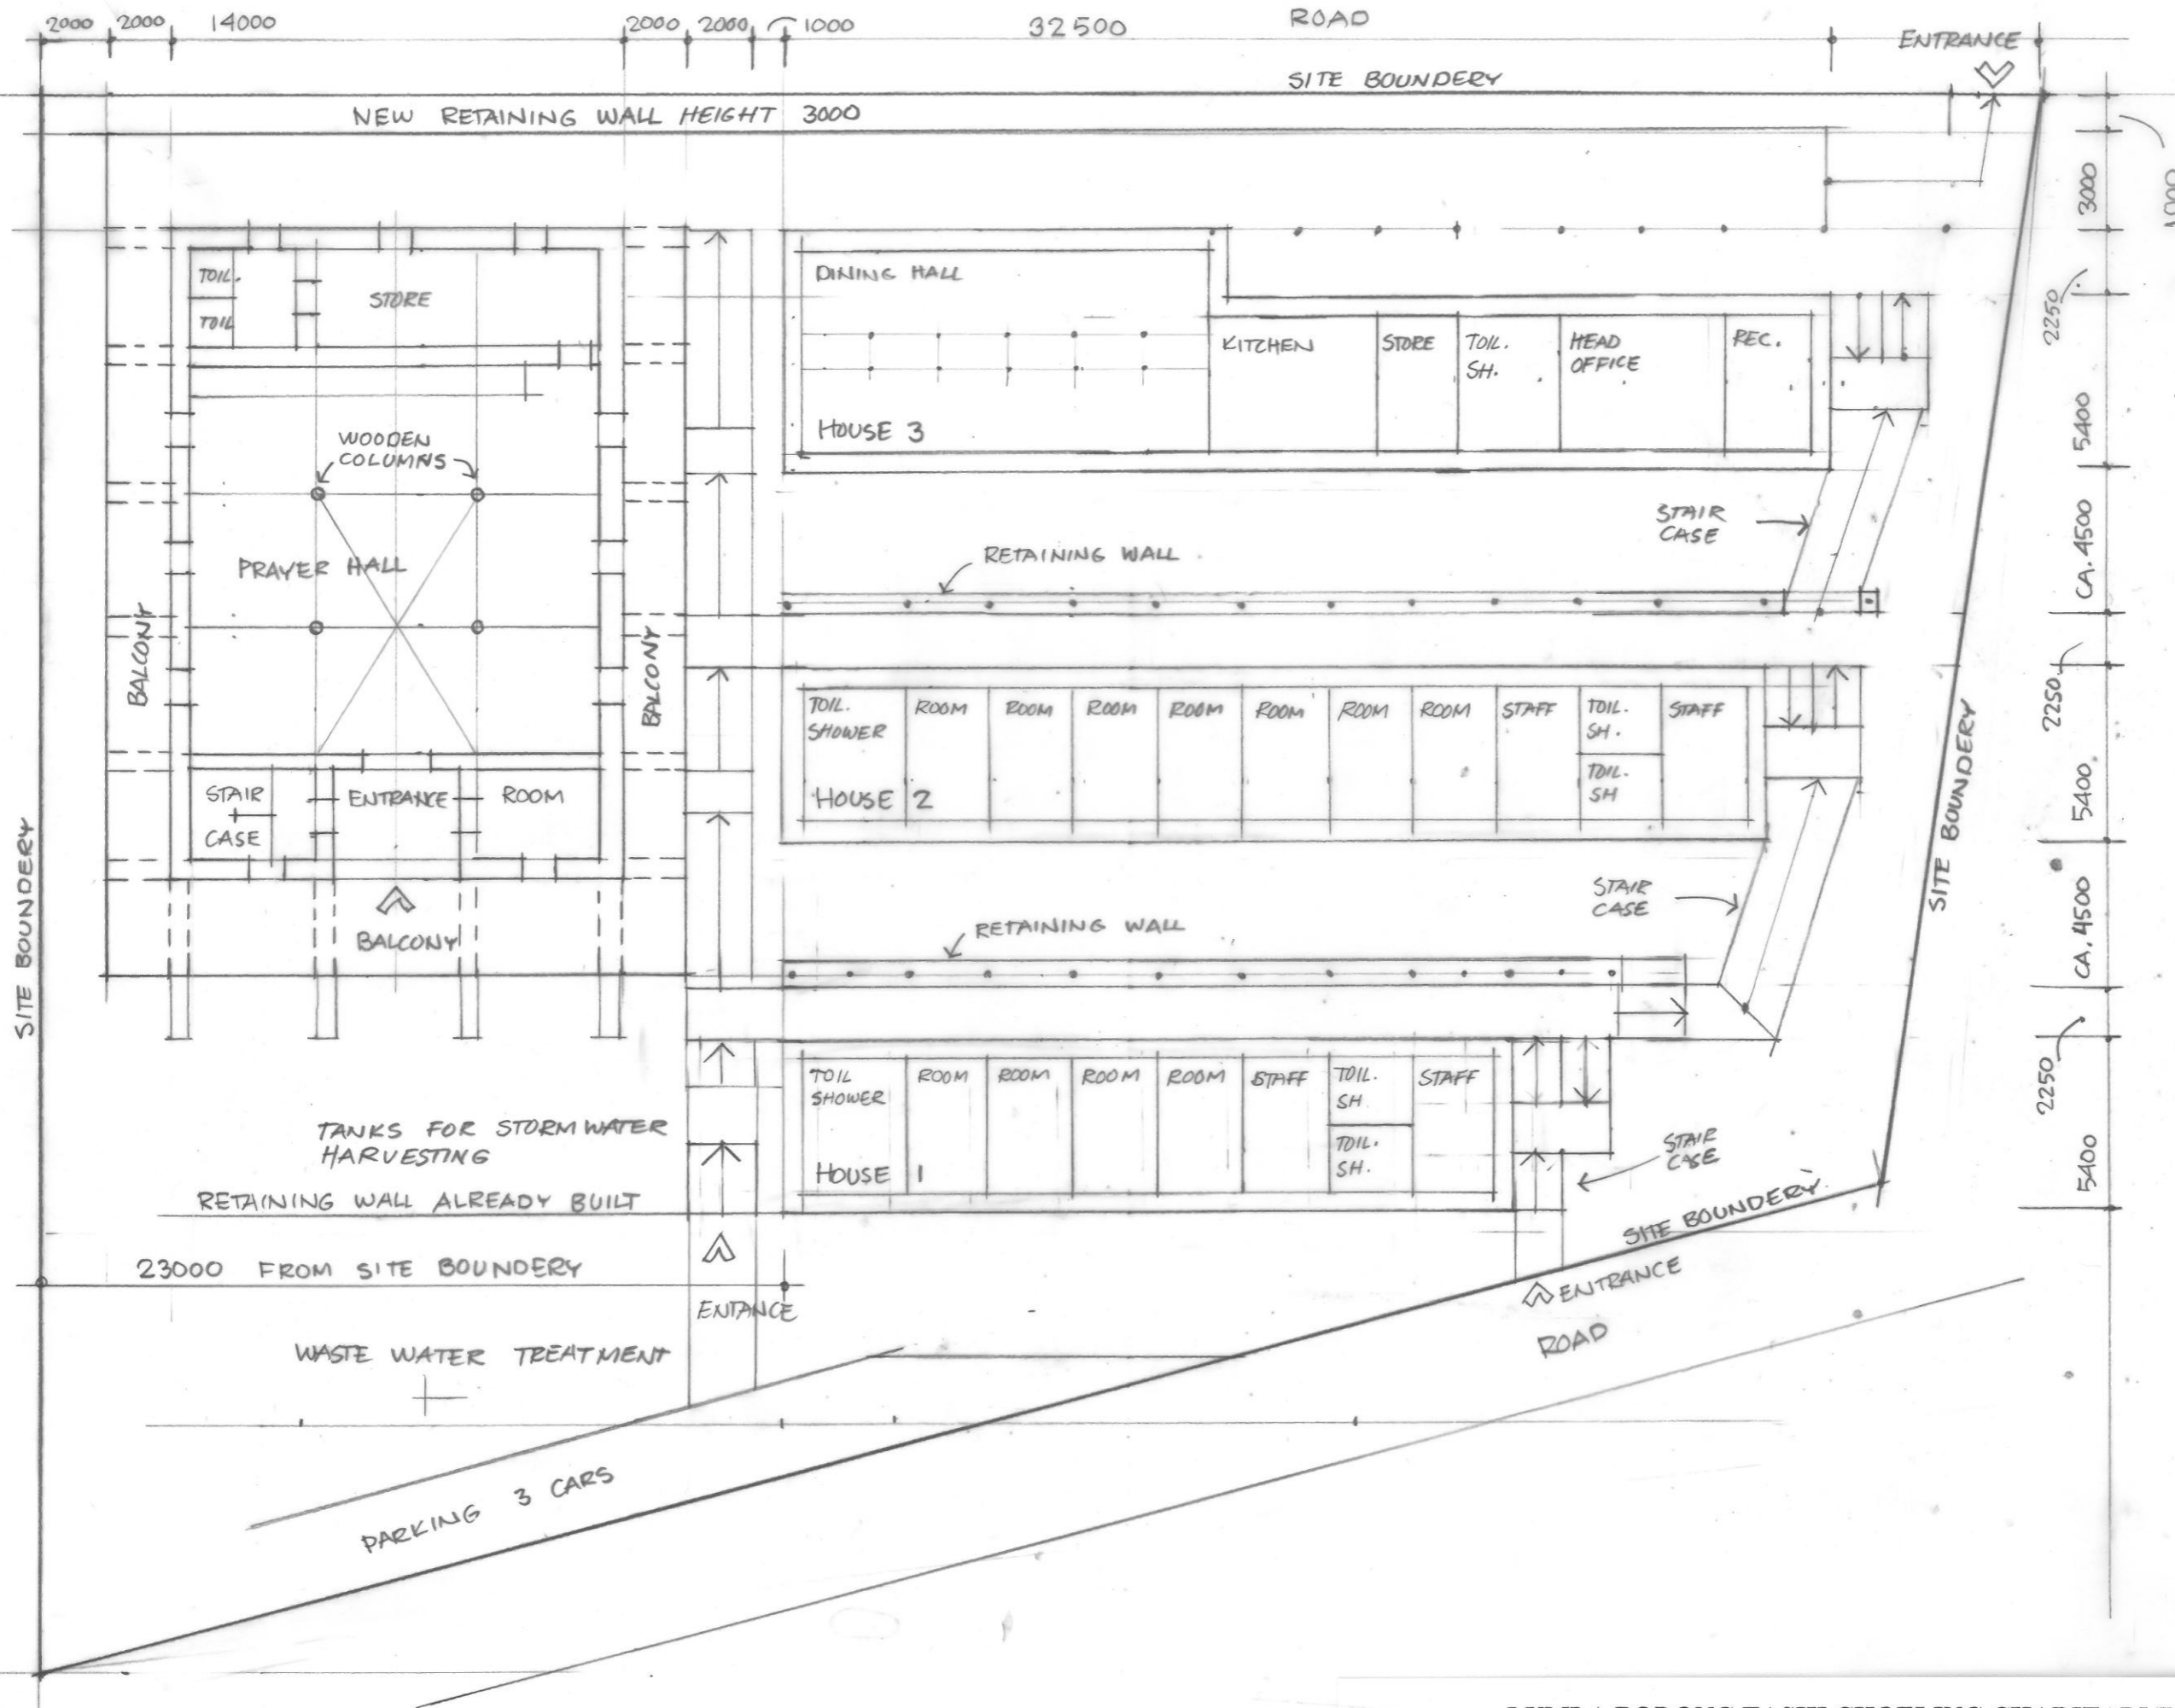 2000 2000 14000 2000 2000 1000 32500 ROAD
ENTRANCE
SITE BOUNDERY
NEW RETAINING WALL HEIGHT 3000
3000
TOIL.
TOIL
STORE
DINING HALL
2250
KITCHEN
STORE
TOIL.
SH.
HEAD
OFFICE
REC.
HOUSE 3
5400
WOODEN
COLUMNS
STAIR
CASE
CA. 4500
RETAINING WALL
PRAYER HALL
BALCONY
BALCONY
TOIL.
SHOWER
ROOM
ROOM
ROOM
ROOM
ROOM
ROOM
ROOM
STAFF
TOIL.
SH.
TOIL.
SH
STAFF
HOUSE 2
2250
5400
SITE BOUNDERY
STAIR
CASE
ENTRANCE
ROOM
STAIR
CASE
CA. 4500
BALCONY
RETAINING WALL
SITE BOUNDERY
TOIL
SHOWER
ROOM
ROOM
ROOM
ROOM
STAFF
TOIL.
SH
TOIL.
SH.
STAFF
HOUSE 1
2250
5400
STAIR
CASE
TANKS FOR STORMWATER
HARVESTING
RETAINING WALL ALREADY BUILT
23000 FROM SITE BOUNDERY
ENTANCE
SITE BOUNDERY
ENTRANCE
ROAD
WASTE WATER TREATMENT
PARKING 3 CARS